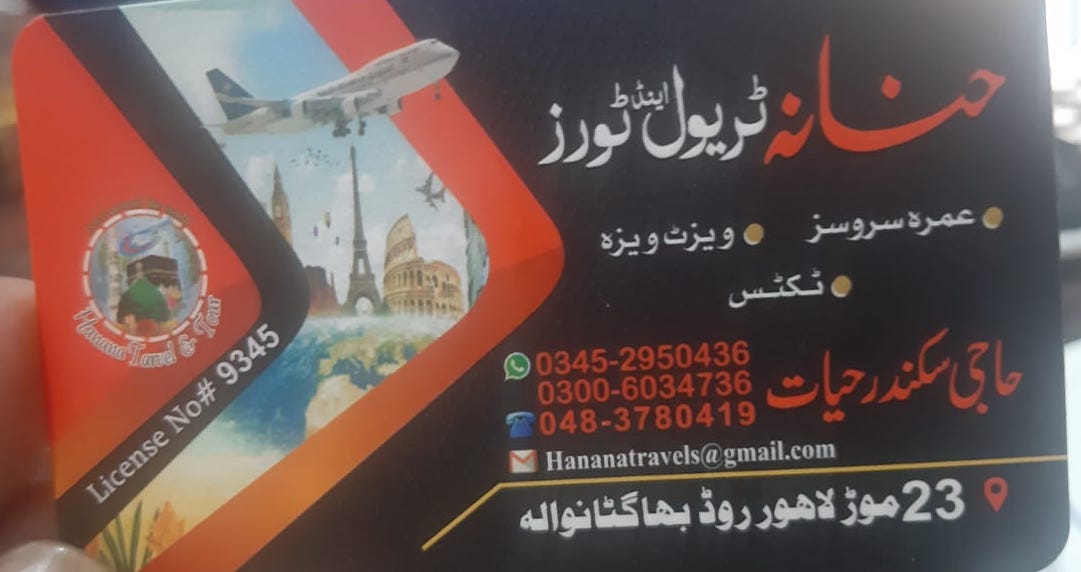 حنانہ ٹریول اینڈ ٹورز
عمرہ سروسز
ویزٹ ویزہ
ٹکٹس
حاجی سکندر حیات
0345-2950436
0300-6034736
048-3780419
Hananatravels@gmail.com
23 موڑ لاہور روڈ بھاگٹانوالہ
Hanana Tarvel & Tour
License No# 9345